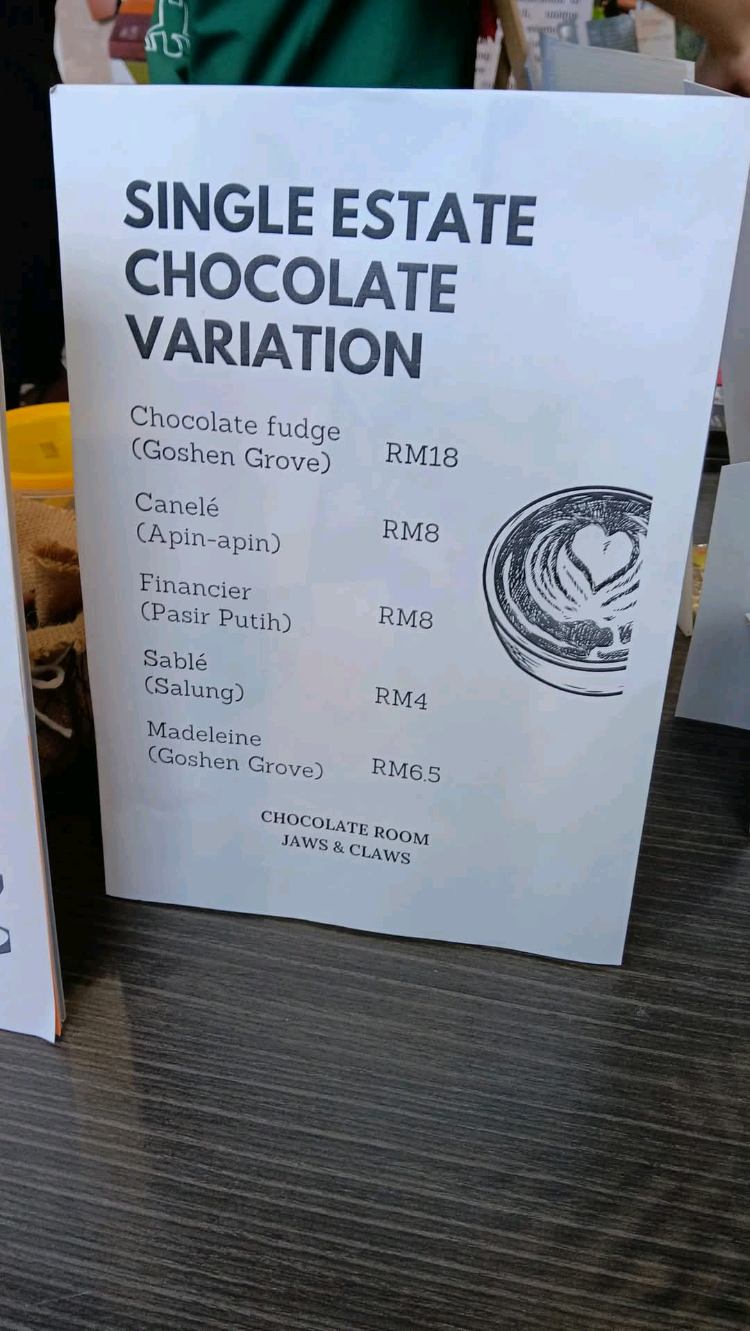 SINGLE ESTATE
CHOCOLATE
VARIATION
Chocolate fudge
(Goshen Grove) RM18
Canelé
(Apin-apin) RM8
Financier
(Pasir Putih) RM8
Sablé
(Salung) RM4
Madeleine
(Goshen Grove) RM6.5
CHOCOLATE ROOM
JAWS & CLAWS